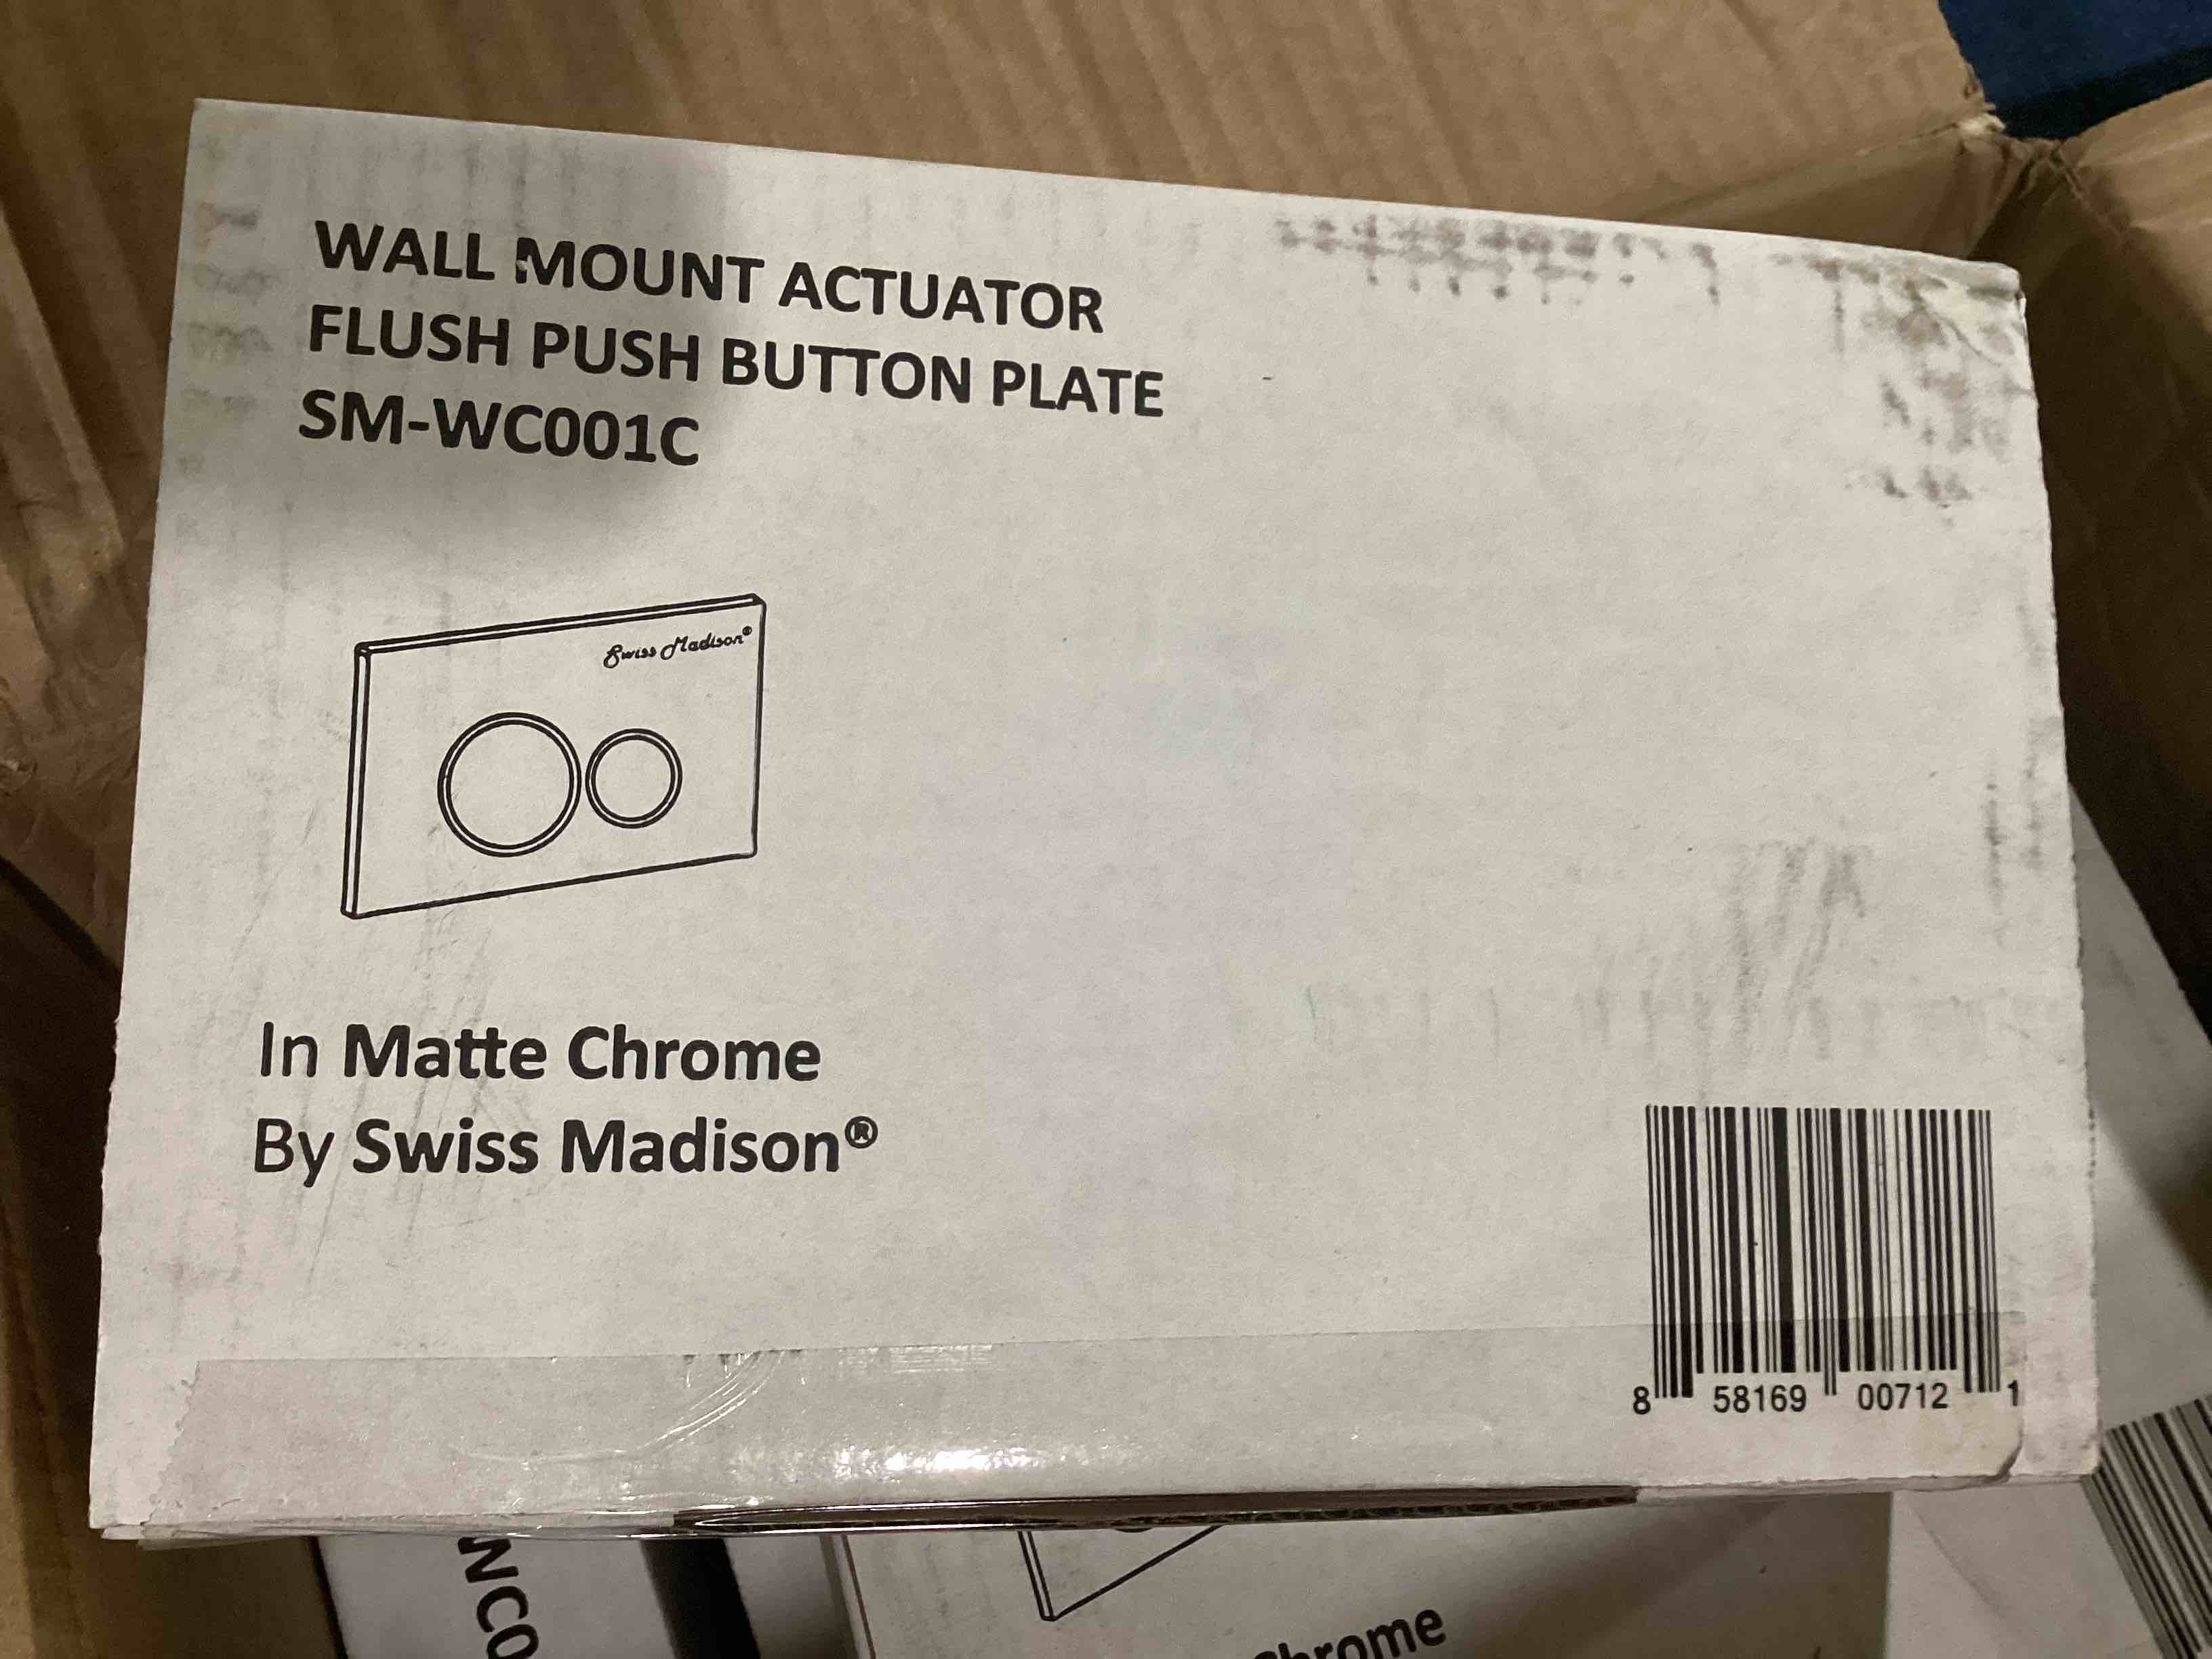 WALL MOUNT ACTUATOR
FLUSH PUSH BUTTON PLATE
SM-WC001C
Swiss Madison®
In Matte Chrome
By Swiss Madison®
8 58169 00712 1
WC0
Chrome